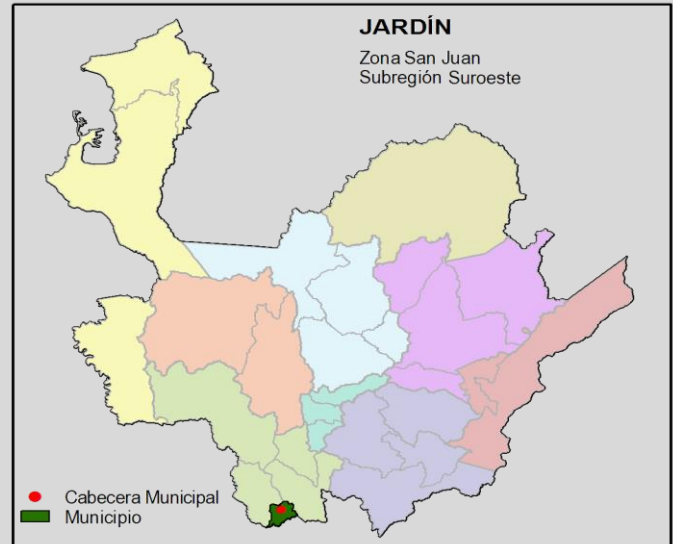 JARDÍN
Zona San Juan
Subregión Suroeste
Cabecera Municipal
Municipio